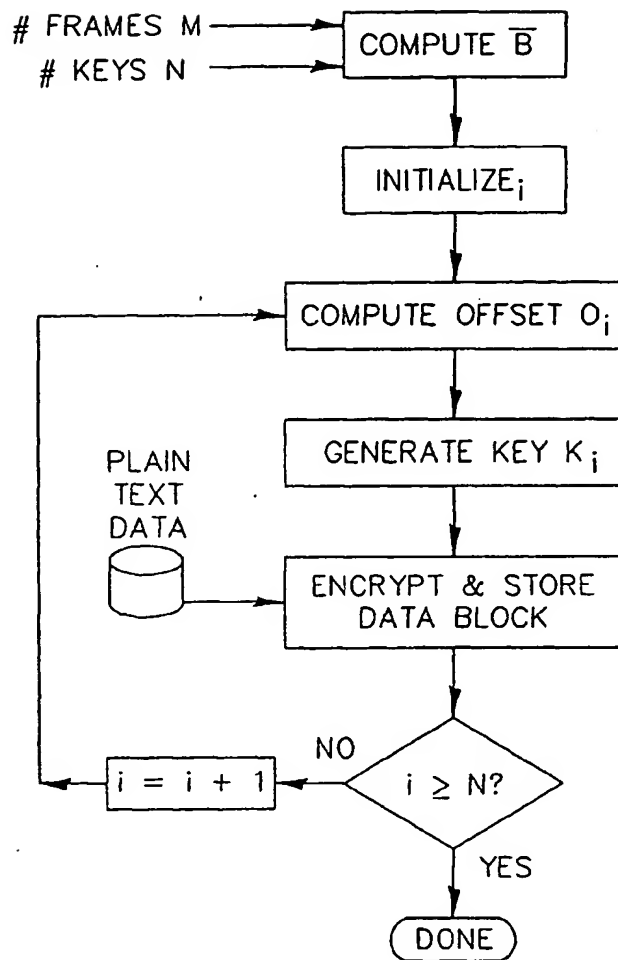 # FRAMES M
# KEYS N
COMPUTE B̅
INITIALIZEᵢ
COMPUTE OFFSET Oᵢ
GENERATE KEY Kᵢ
PLAIN
TEXT
DATA
ENCRYPT & STORE
DATA BLOCK
NO
i = i + 1
i ≥ N?
YES
DONE